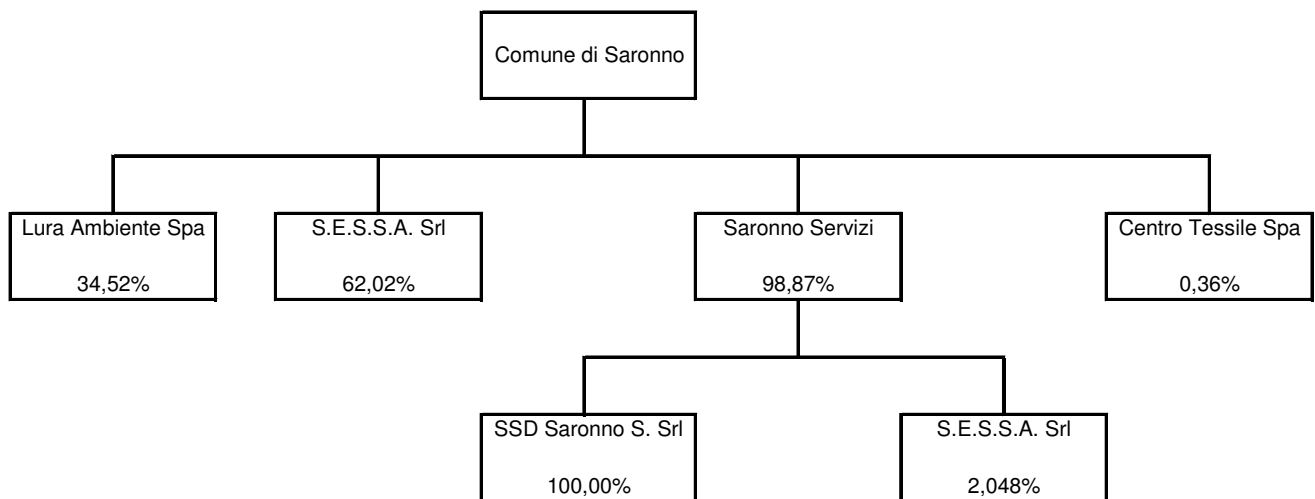 Comune di Saronno
Lura Ambiente Spa
34,52%
S.E.S.S.A. Srl
62,02%
Saronno Servizi
98,87%
Centro Tessile Spa
0,36%
SSD Saronno S. Srl
100,00%
S.E.S.S.A. Srl
2,048%